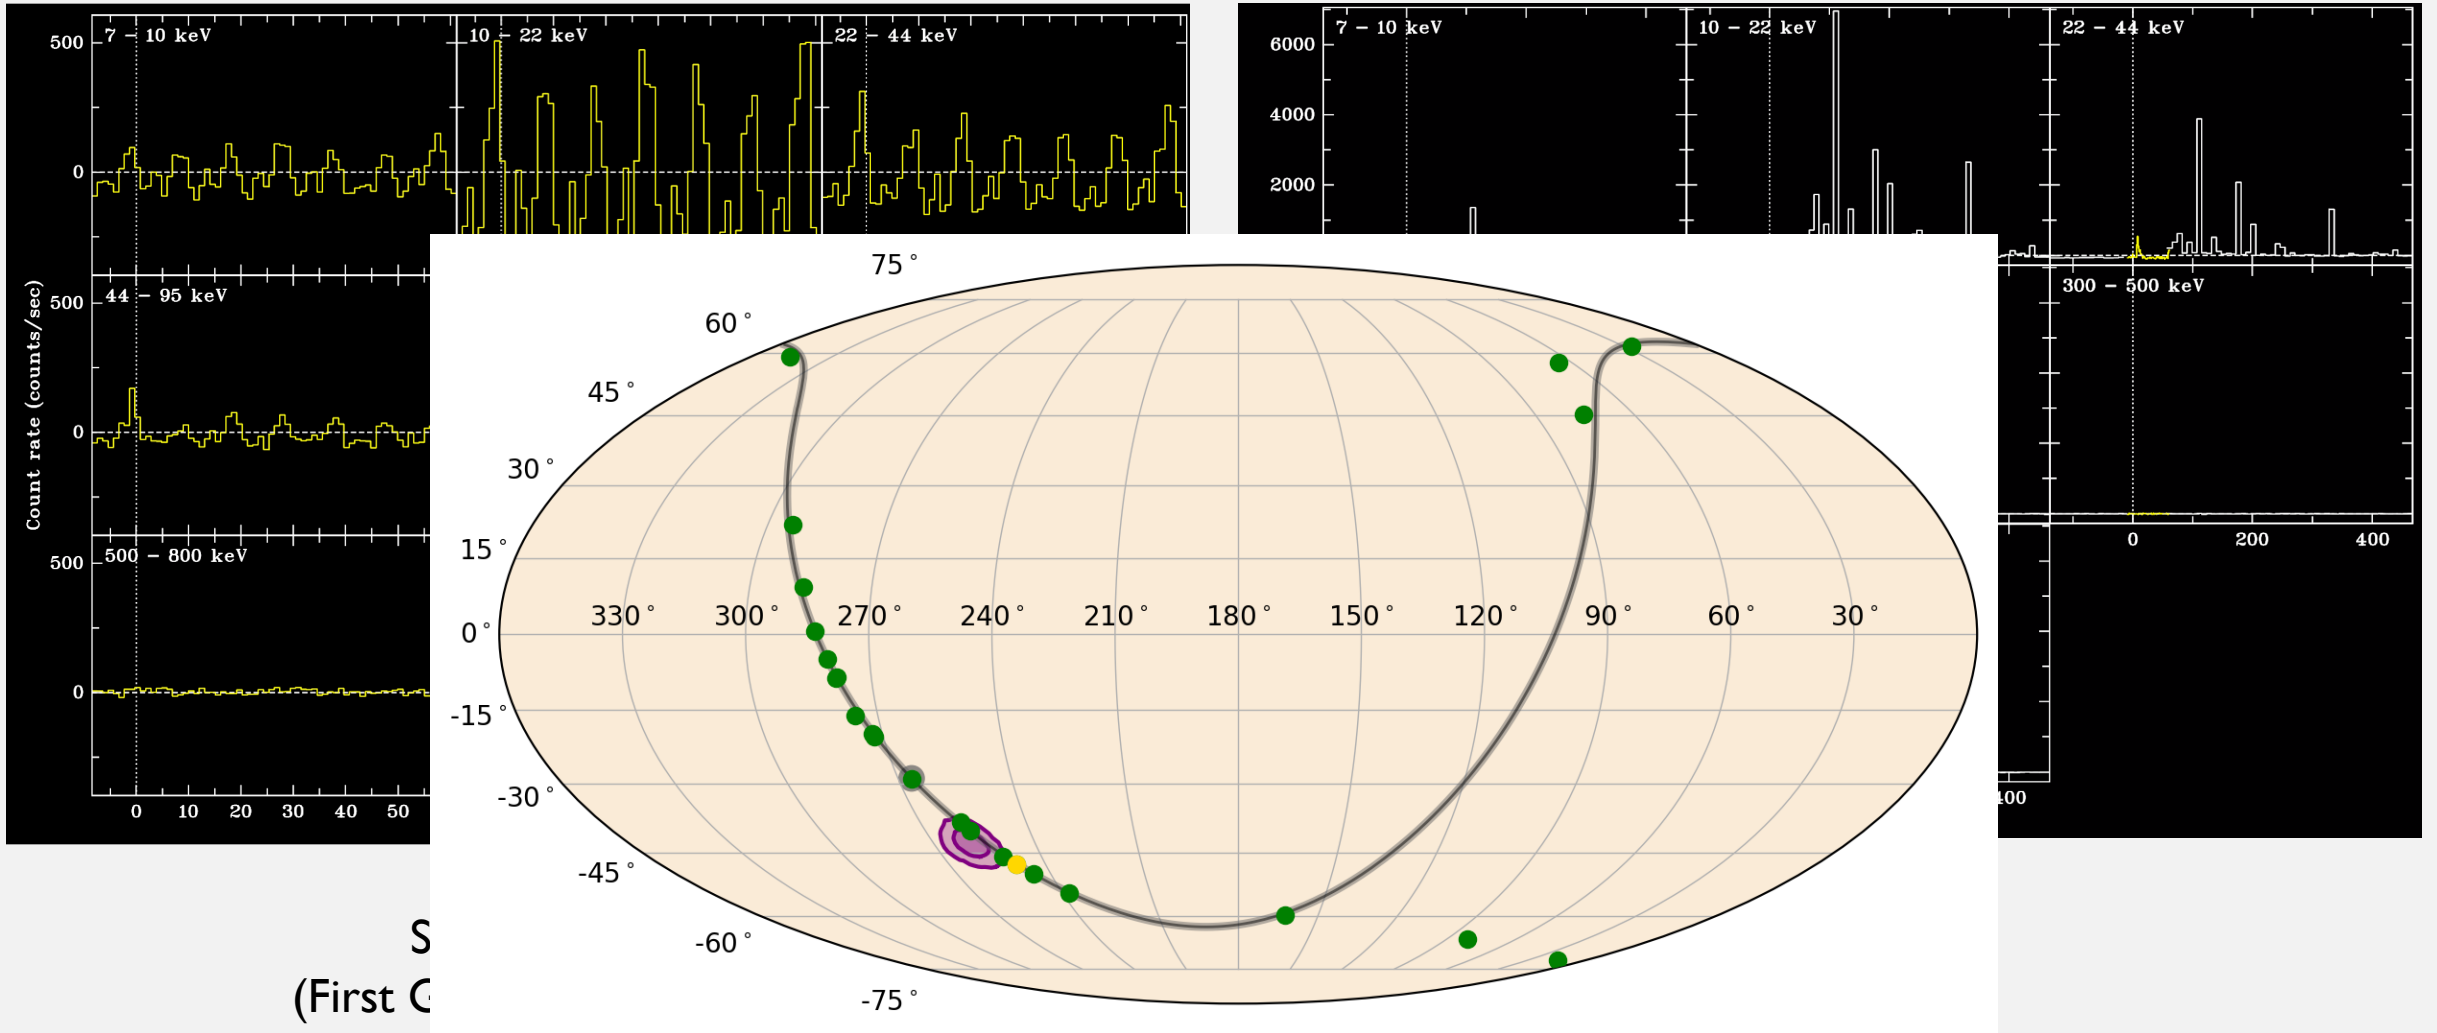 7 – 10 keV
10 – 22 keV
22 – 44 keV
500
0
44 – 95 keV
500
0
500 – 800 keV
500
0
Count rate (counts/sec)
0 10 20 30 40 50
7 – 10 keV
10 – 22 keV
22 – 44 keV
6000
4000
2000
300 – 500 keV
0 200 400
400
75°
60°
45°
30°
15°
0°
-15°
-30°
-45°
-60°
-75°
330° 300° 270° 240° 210° 180° 150° 120° 90° 60° 30°
S
(First G